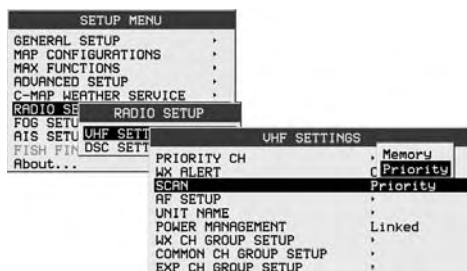 SETUP MENU
GENERAL SETUP
MAP CONFIGURATIONS
MAX FUNCTIONS
ADVANCED SETUP
C-MAP WEATHER SERVICE
RADIO SE
FOG SETU
AIS SETU
FISH FIN
About...
RADIO SETUP
VHF SETT
DSC SETT
VHF SETTINGS
PRIORITY CH
WX ALERT
SCAN Priority
AF SETUP
UNIT NAME
POWER MANAGEMENT Linked
WX CH GROUP SETUP
COMMON CH GROUP SETUP
EXP CH GROUP SETUP
Memory
Priority